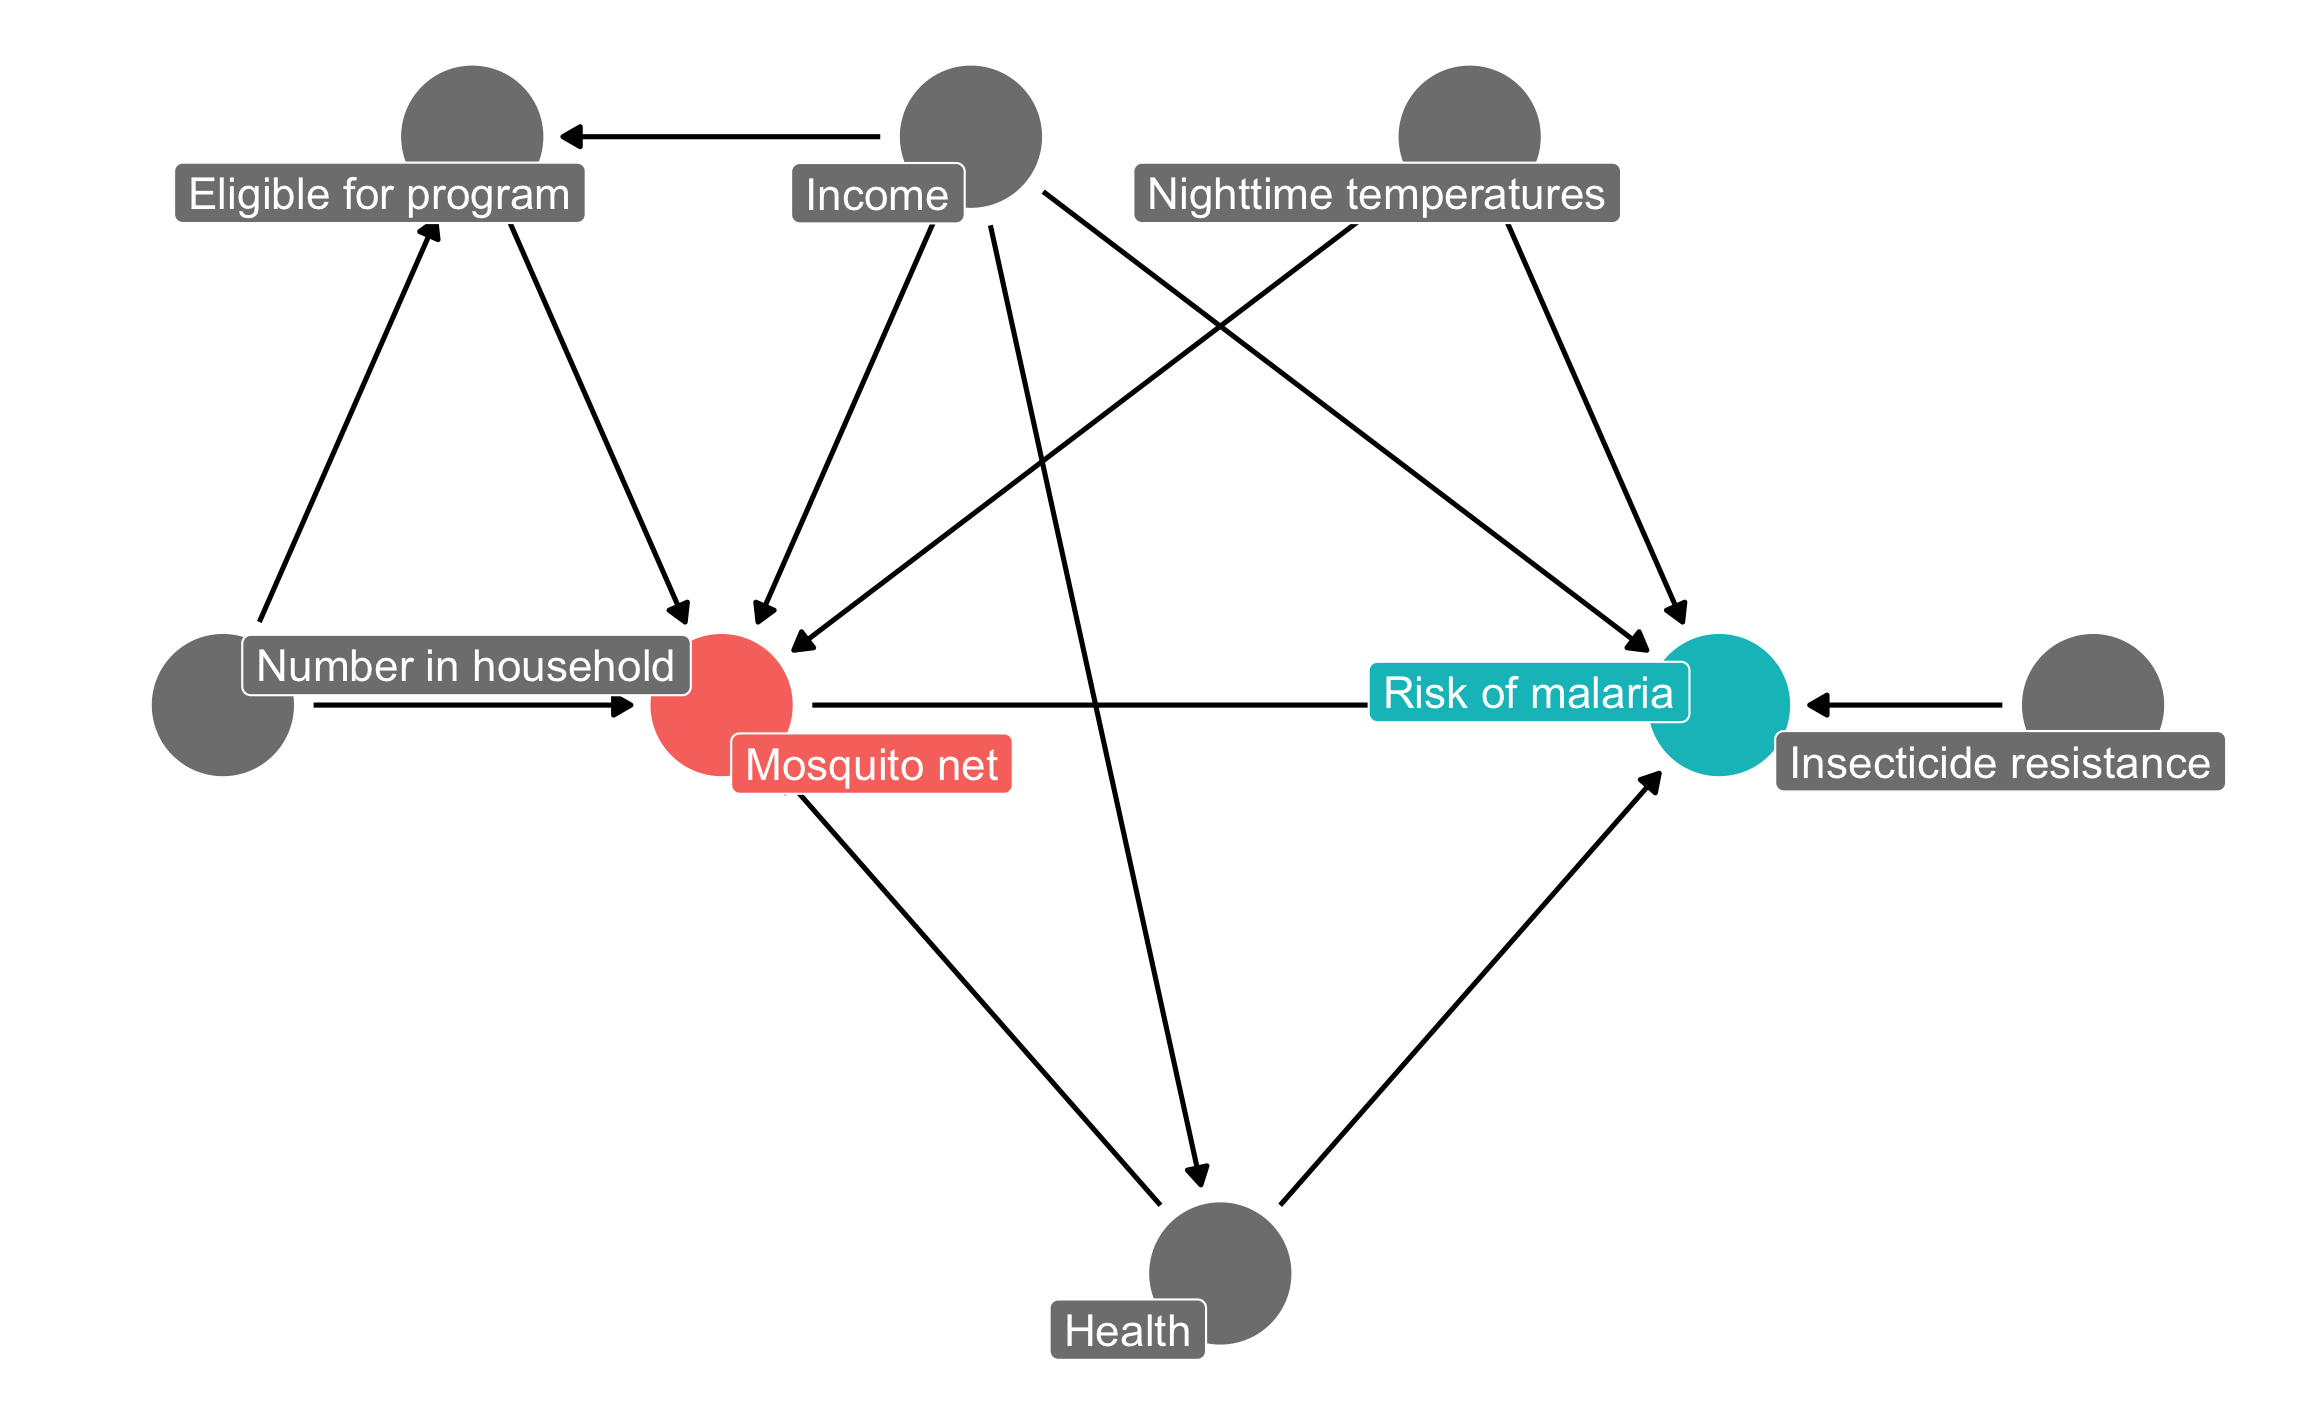 Eligible for program
Income
Nighttime temperatures
Number in household
Risk of malaria
Mosquito net
Insecticide resistance
Health